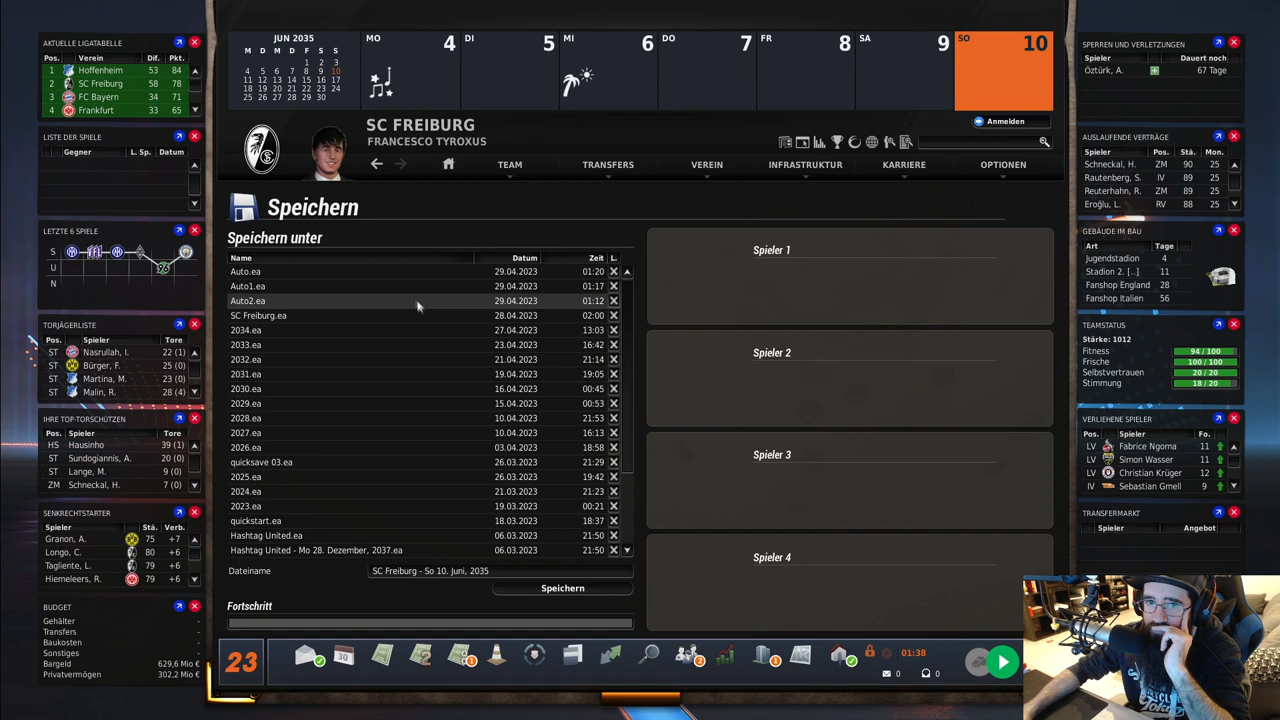 AKTUELLE LIGATABELLE
Pos. Verein Dif. Pkt.
1 Hoffenheim 53 84
2 SC Freiburg 58 78
3 FC Bayern 34 71
4 Frankfurt 33 65
LISTE DER SPIELE
Gegner L. Sp. Datum
LETZTE 6 SPIELE
S
U
N
TORJÄGERLISTE
Pos. Spieler Tore
ST Nasrullah, I. 22 (1)
ST Bürger, F. 25 (0)
ST Martina, M. 23 (0)
ST Malin, R. 28 (4)
IHRE TOP-TORSCHÜTZEN
Pos. Spieler Tore
HS Hausinho 39 (1)
ST Sundogiannis, A. 20 (0)
ST Lange, M. 9 (0)
ZM Schneckal, H. 7 (0)
SENKRECHTSTARTER
Spieler Stä. Verb.
Granon, A. 75 +7
Longo, C. 80 +6
Tagliente, L. 79 +6
Hiemeleers, R. 79 +6
BUDGET
Gehälter -
Transfers -
Baukosten -
Sonstiges -
Bargeld 629,6 Mio €
Privatvermögen 302,2 Mio €
JUN 2035
M D M D F S S
1 2 3
4 5 6 7 8 9 10
11 12 13 14 15 16 17
18 19 20 21 22 23 24
25 26 27 28 29 30
MO 4
DI 5
MI 6
DO 7
FR 8
SA 9
SO 10
SC FREIBURG
FRANCESCO TYROXUS
Anmelden
TEAM TRANSFERS VEREIN INFRASTRUKTUR KARRIERE OPTIONEN
Speichern
Speichern unter
Name Datum Zeit L.
Auto.ea 29.04.2023 01:20
Auto1.ea 29.04.2023 01:17
Auto2.ea 29.04.2023 01:12
SC Freiburg.ea 28.04.2023 02:00
2034.ea 27.04.2023 13:03
2033.ea 23.04.2023 16:42
2032.ea 21.04.2023 21:14
2031.ea 19.04.2023 19:05
2030.ea 16.04.2023 00:45
2029.ea 15.04.2023 00:53
2028.ea 10.04.2023 21:53
2027.ea 10.04.2023 16:13
2026.ea 03.04.2023 18:58
quicksave 03.ea 26.03.2023 21:29
2025.ea 26.03.2023 19:42
2024.ea 21.03.2023 21:23
2023.ea 19.03.2023 00:21
quickstart.ea 18.03.2023 18:37
Hashtag United.ea 06.03.2023 21:50
Hashtag United - Mo 28. Dezember, 2037.ea 06.03.2023 21:50
Dateiname SC Freiburg - So 10. Juni, 2035
Speichern
Fortschritt
Spieler 1
Spieler 2
Spieler 3
Spieler 4
23
30
2
1
2
1
01:38
0 0
SPERREN UND VERLETZUNGEN
Spieler Dauert noch
Öztürk, A. 67 Tage
AUSLAUFENDE VERTRÄGE
Spieler Pos. Stä. Mon.
Schneckal, H. ZM 90 25
Rautenberg, S. IV 89 25
Reuterhahn, R. ZM 89 25
Eroğlu, L. RV 88 25
GEBÄUDE IM BAU
Art Tage
Jugendstadion 4
Stadion 2. [..] 11
Fanshop England 28
Fanshop Italien 56
TEAMSTATUS
Stärke: 1012
Fitness 94 / 100
Frische 100 / 100
Selbstvertrauen 20 / 20
Stimmung 18 / 20
VERLIEHENE SPIELER
Pos. Spieler Fo.
LV Fabrice Ngoma 11
LV Simon Wasser 11
LV Christian Krüger 12
IV Sebastian Gmell 9
TRANSFERMARKT
Spieler Angebot